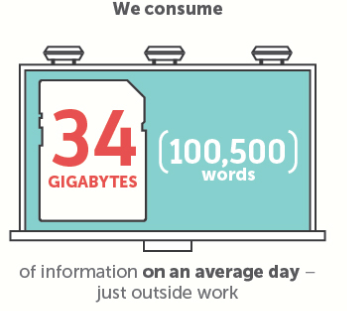 We consume
34
GIGABYTES
(100,500)
words
of information on an average day –
just outside work